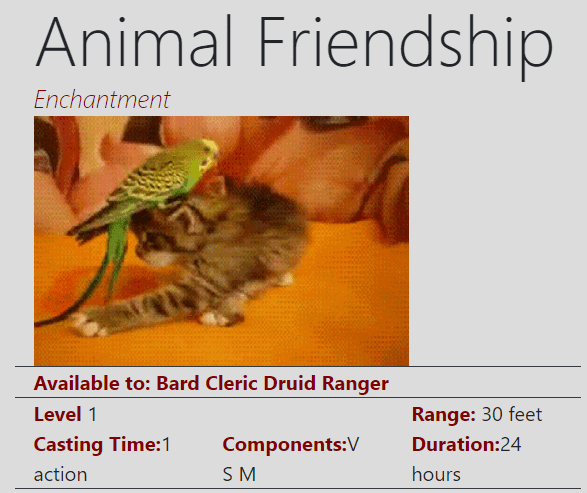 Animal Friendship
Enchantment
Available to: Bard Cleric Druid Ranger
Level 1
Range: 30 feet
Casting Time:1 action
Components:V S M
Duration:24 hours